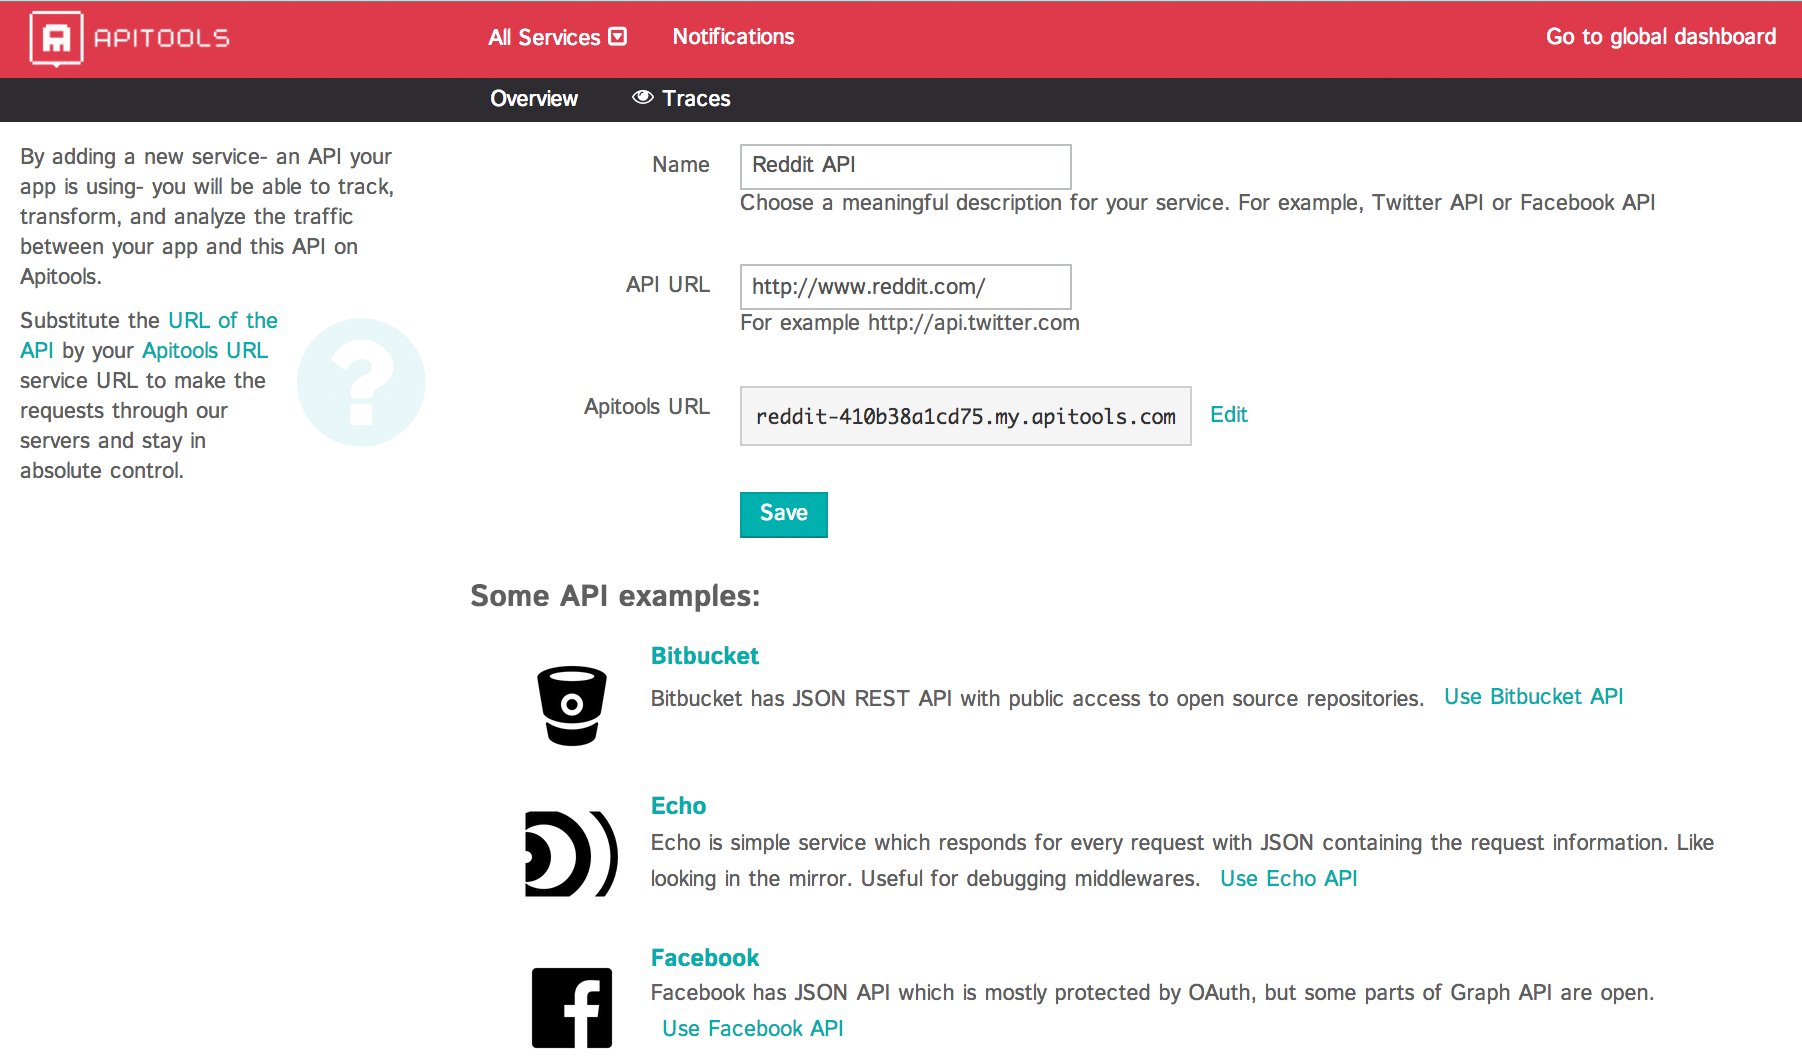 APITOOLS
All Services
Notifications
Go to global dashboard
Overview
Traces
By adding a new service- an API your
app is using- you will be able to track,
transform, and analyze the traffic
between your app and this API on
Apitools.
Substitute the URL of the
API by your Apitools URL
service URL to make the
requests through our
servers and stay in
absolute control.
?
Name
Reddit API
Choose a meaningful description for your service. For example, Twitter API or Facebook API
API URL
http://www.reddit.com/
For example http://api.twitter.com
Apitools URL
reddit-410b38a1cd75.my.apitools.com
Edit
Save
Some API examples:
Bitbucket
Bitbucket has JSON REST API with public access to open source repositories. Use Bitbucket API
Echo
Echo is simple service which responds for every request with JSON containing the request information. Like
looking in the mirror. Useful for debugging middlewares. Use Echo API
Facebook
Facebook has JSON API which is mostly protected by OAuth, but some parts of Graph API are open.
Use Facebook API